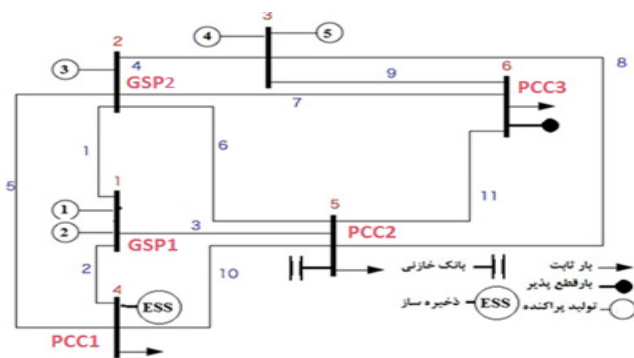 3
4
5
2
3
4
GSP2
9
6
PCC3
8
7
1
6
5
11
1
1
2
GSP1
3
5
PCC2
2
10
4
ESS
PCC1
بانک خازنی
بار ثابت
بارقطع پذیر
ذخیره ساز
ESS
تولید پراکنده